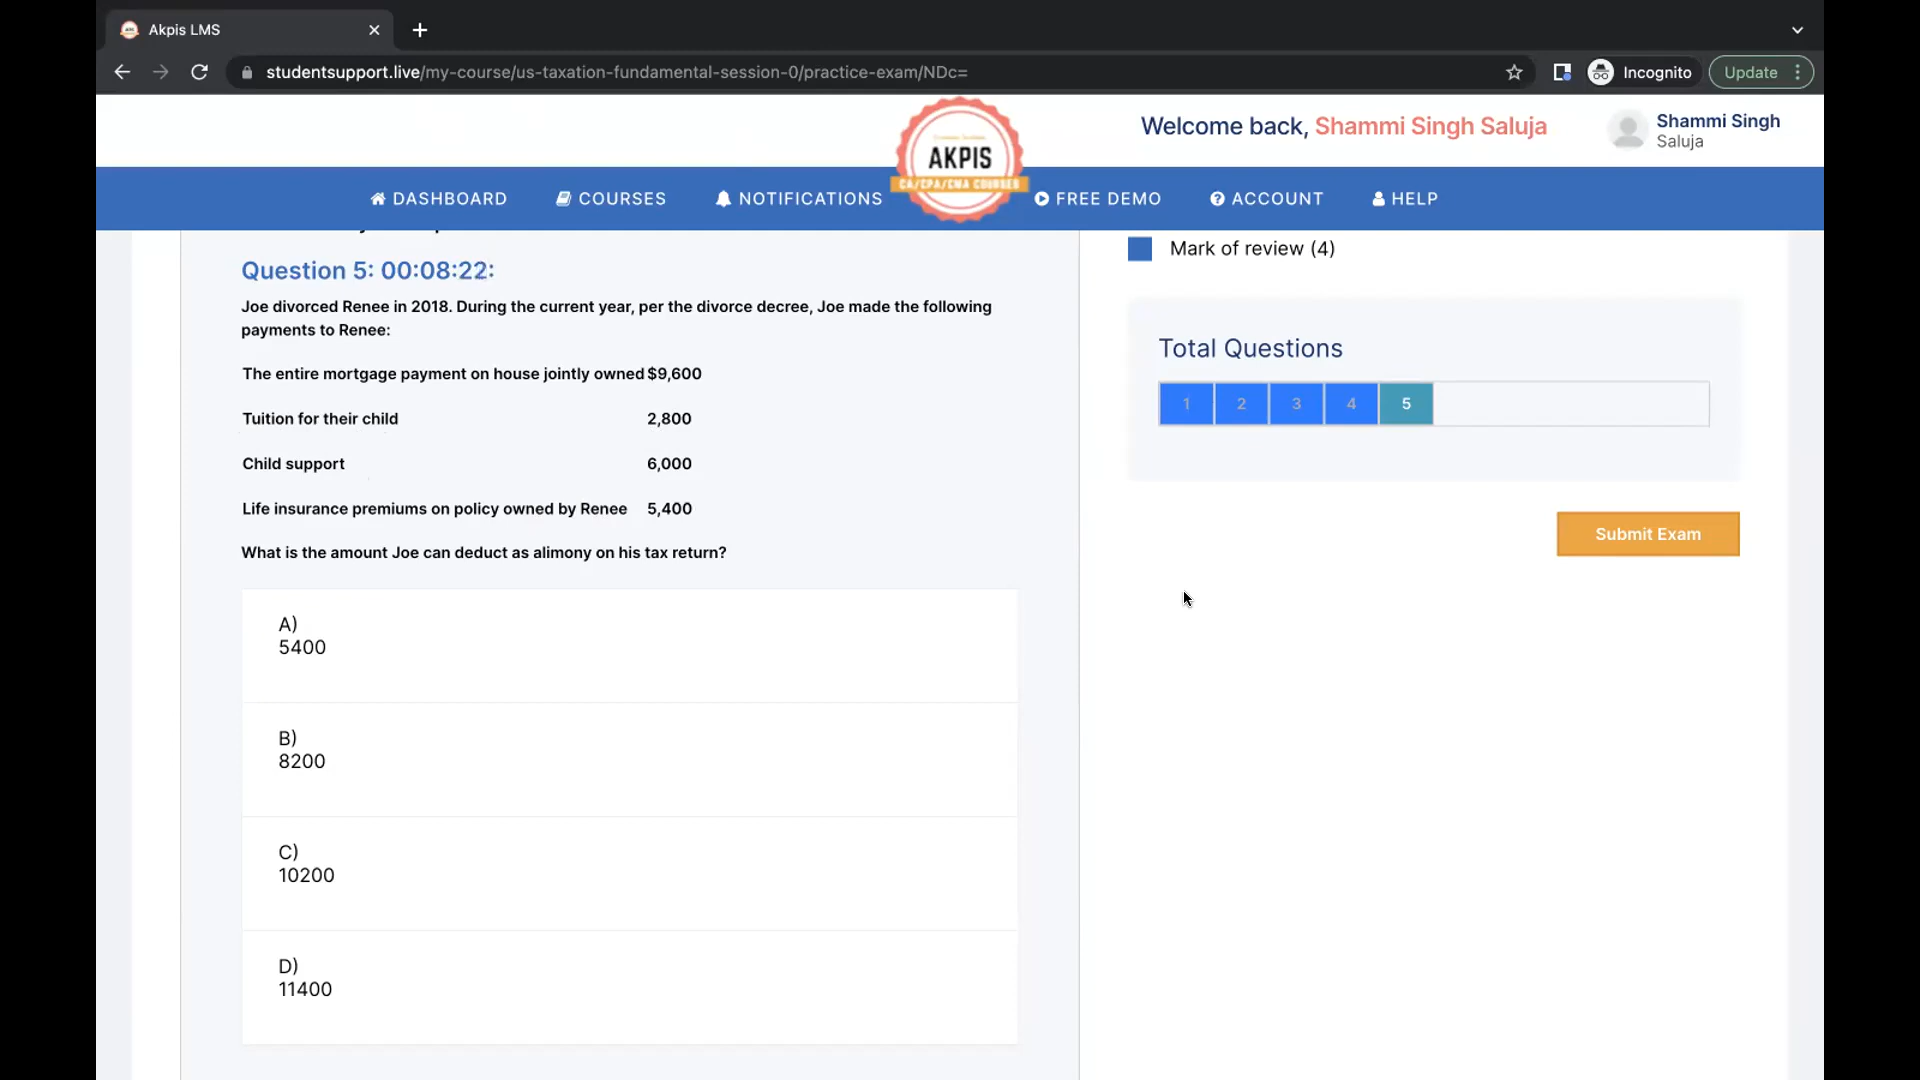 Akpis LMS
studentsupport.live/my-course/us-taxation-fundamental-session-0/practice-exam/NDc=
Incognito
Update
Welcome back, Shammi Singh Saluja
Shammi Singh
Saluja
AKPIS
CA/CPA/CMA COURSES
DASHBOARD
COURSES
NOTIFICATIONS
FREE DEMO
ACCOUNT
HELP
Question 5: 00:08:22:
Joe divorced Renee in 2018. During the current year, per the divorce decree, Joe made the following
payments to Renee:
The entire mortgage payment on house jointly owned $9,600
Tuition for their child 2,800
Child support 6,000
Life insurance premiums on policy owned by Renee 5,400
What is the amount Joe can deduct as alimony on his tax return?
A)
5400
B)
8200
C)
10200
D)
11400
Mark of review (4)
Total Questions
1 2 3 4 5
Submit Exam